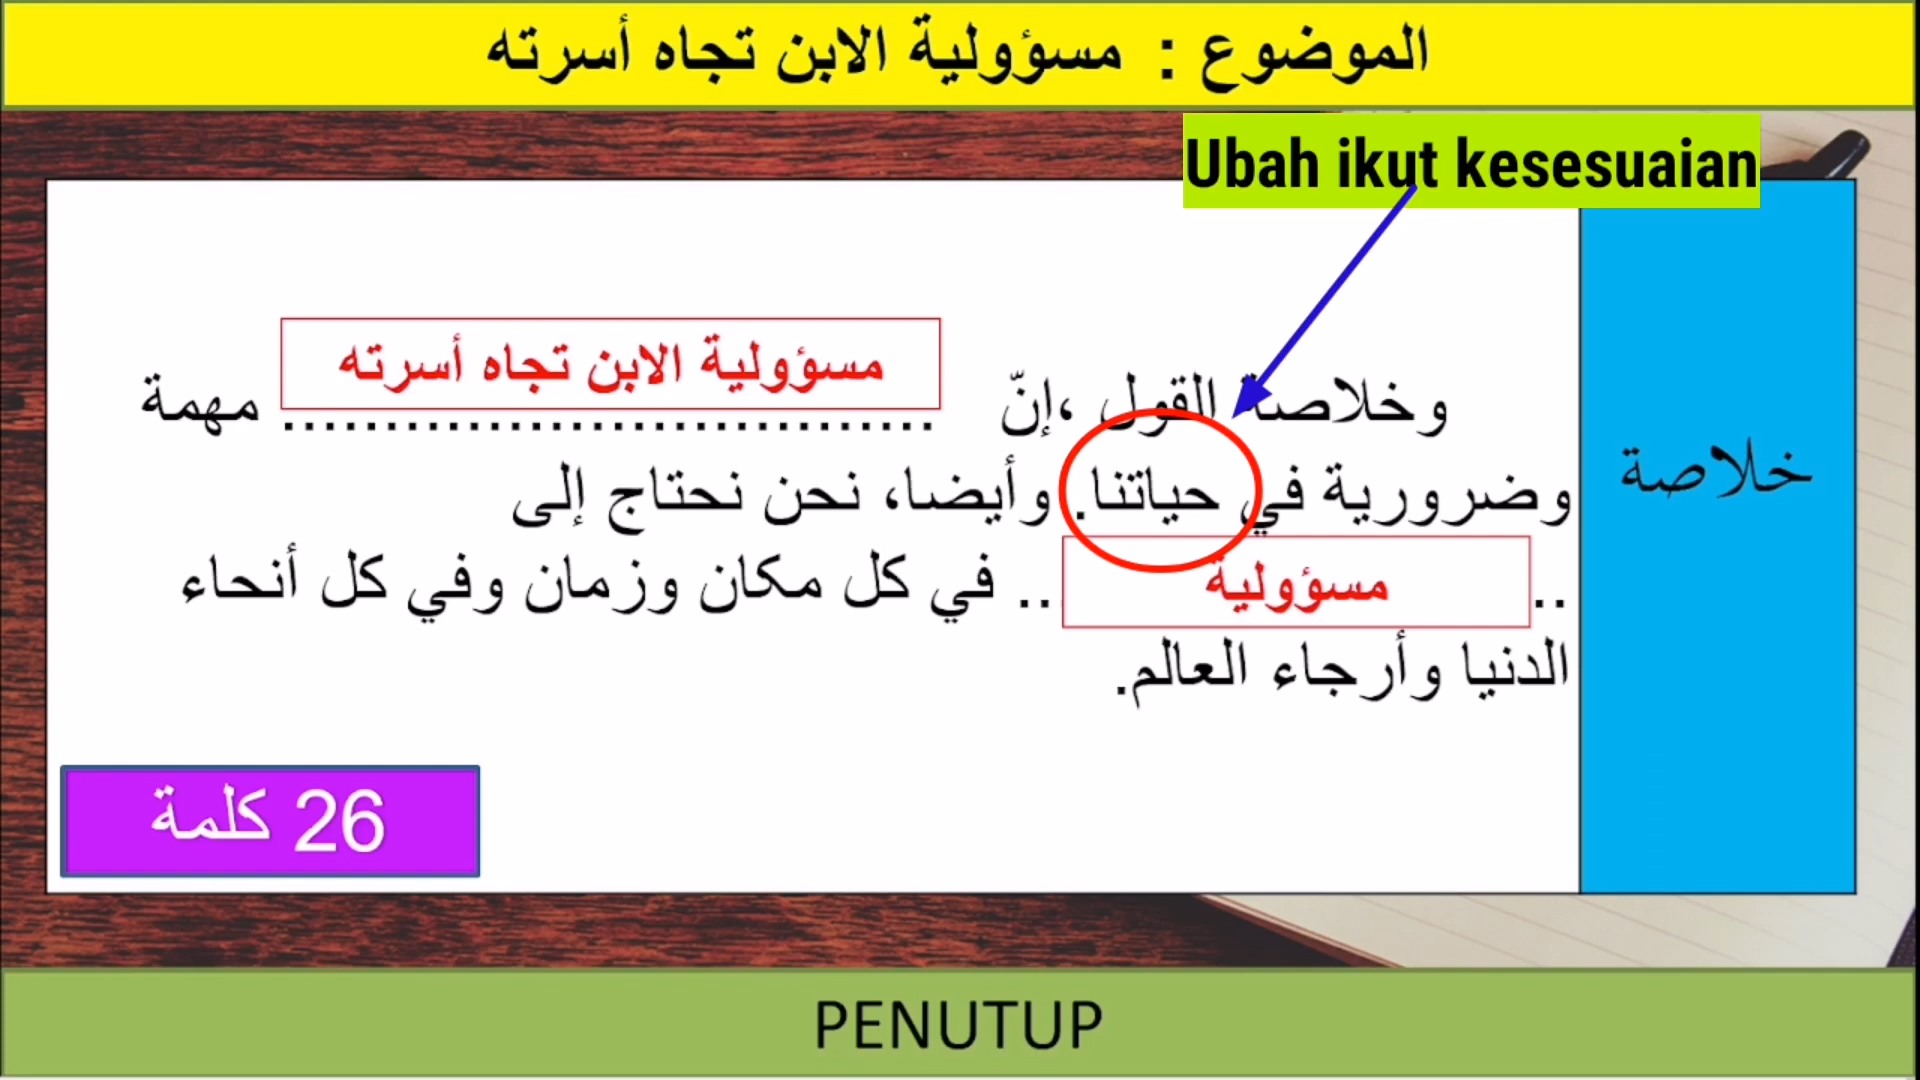 الموضوع : مسؤولية الابن تجاه أسرته
Ubah ikut kesesuaian
خلاصة
وخلاصة القول ،إنّ مسؤولية الابن تجاه أسرته ................................ مهمة
وضرورية في حياتنا. وأيضا، نحن نحتاج إلى
.. مسؤولية .. في كل مكان وزمان وفي كل أنحاء
الدنيا وأرجاء العالم.
26 كلمة
PENUTUP